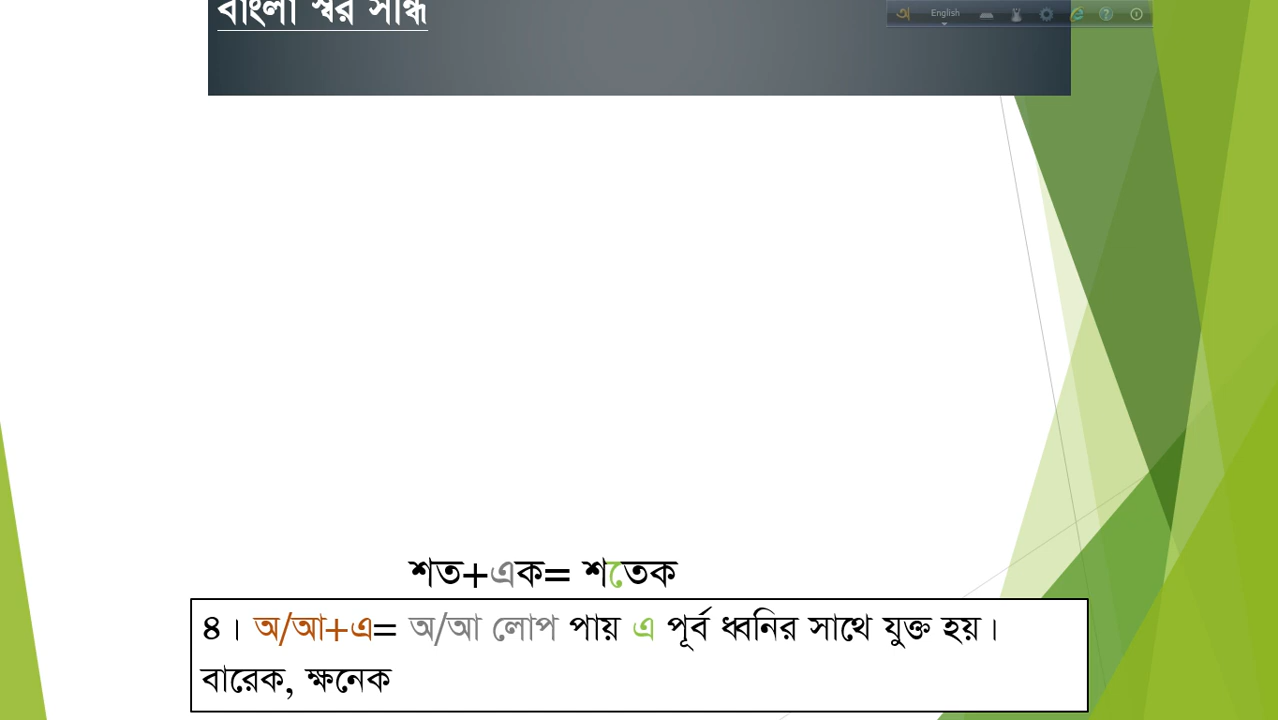 বাংলা স্বর সন্ধি
English
শত+এক= শতেক
৪। অ/আ+এ= অ/আ লোপ পায় এ পূর্ব ধ্বনির সাথে যুক্ত হয়।
বারেক, ক্ষনেক